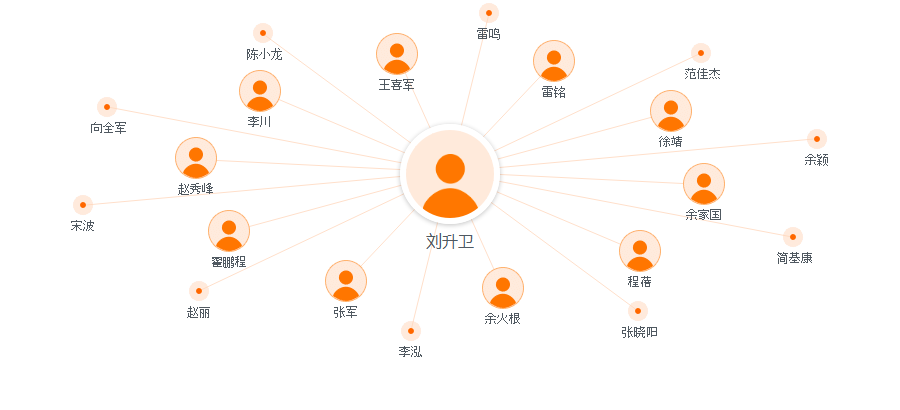 雷鸣
陈小龙
范佳杰
王喜军
雷铭
李川
向全军
徐靖
余颖
赵秀峰
余家国
宋波
刘升卫
简基康
翟鹏程
程蓓
赵丽
张军
余火根
张晓阳
李泓